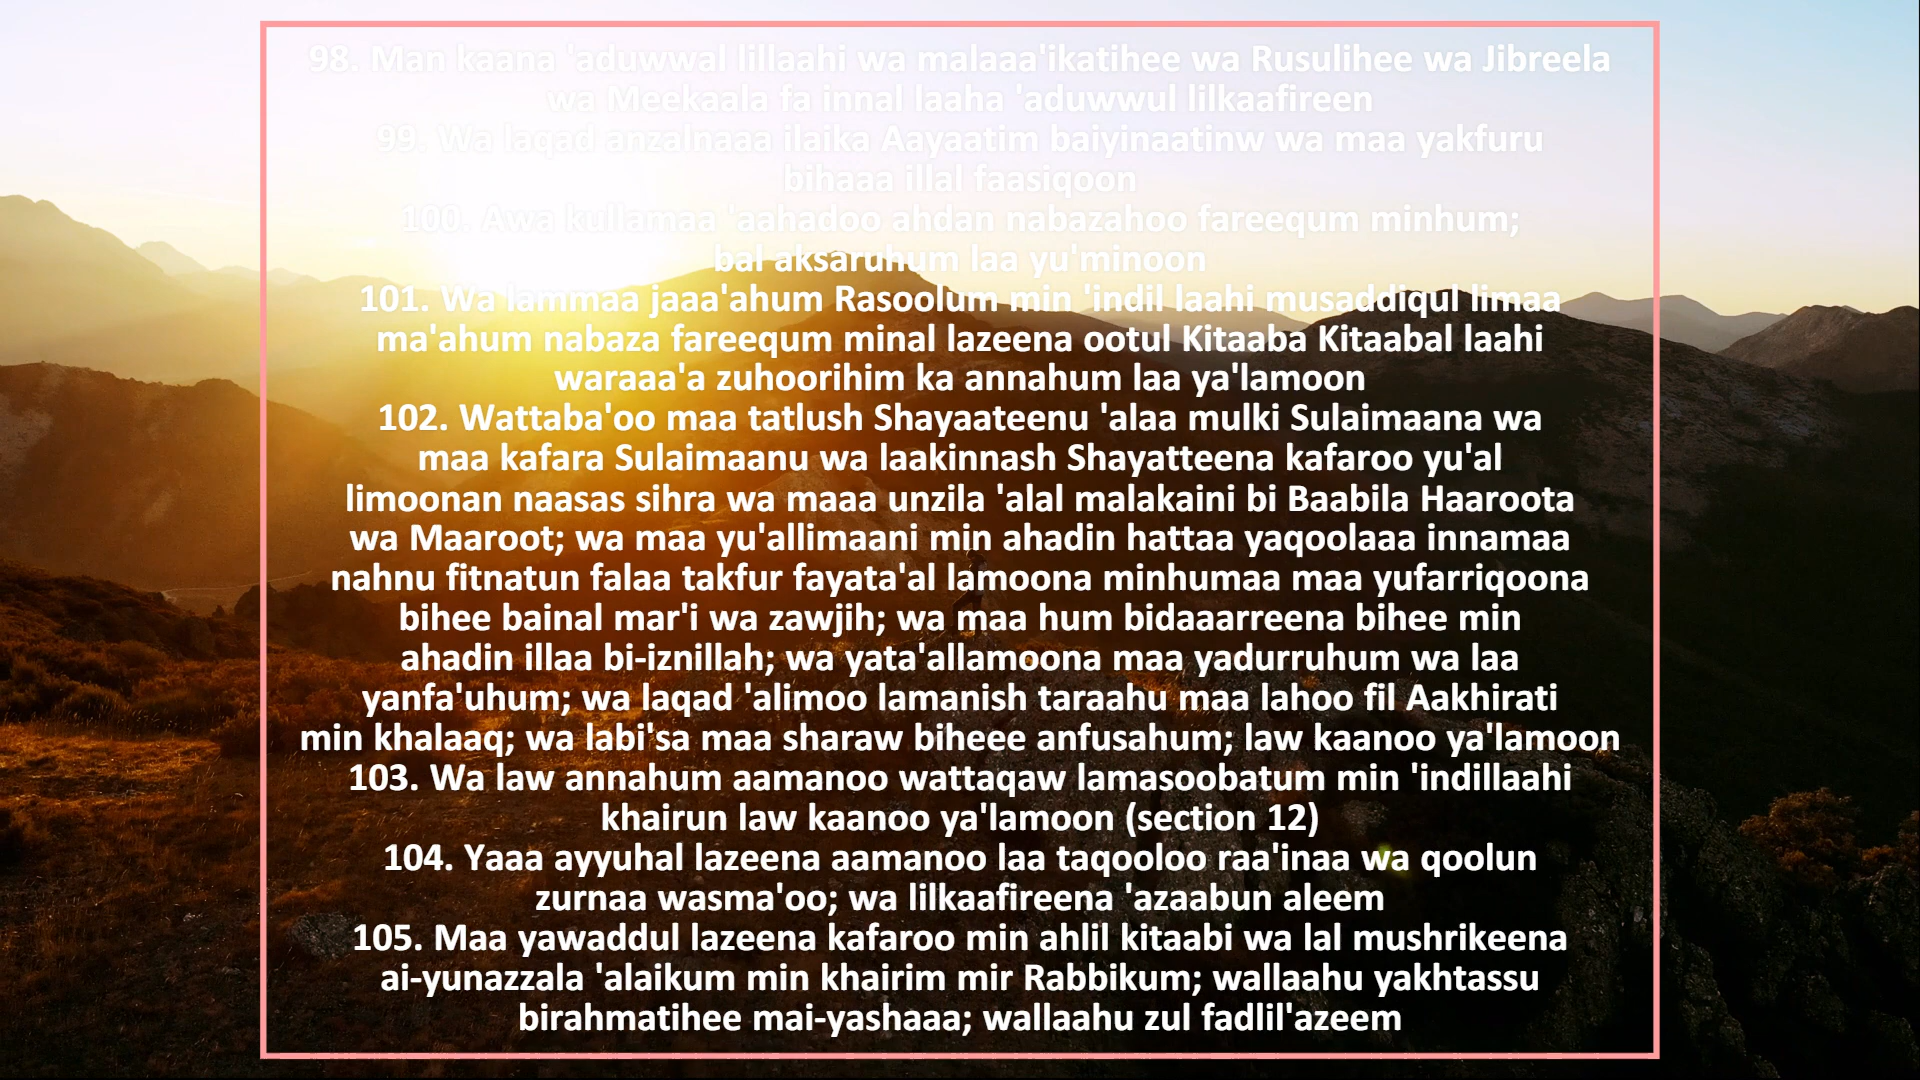 98. Man kaana 'aduwwal lillaahi wa malaaa'ikatihee wa Rusulihee wa Jibreela
wa Meekaala fa innal laaha 'aduwwul lilkaafireen
99. Wa laqad anzalnaaa ilaika Aayaatim baiyinaatinw wa maa yakfuru
bihaaa illal faasiqoon
100. Awa kullamaa 'aahadoo ahdan nabazahoo fareequm minhum;
bal aksaruhum laa yu'minoon
101. Wa lammaa jaaa'ahum Rasoolum min 'indil laahi musaddiqul limaa
ma'ahum nabaza fareequm minal lazeena ootul Kitaaba Kitaabal laahi
waraaa'a zuhoorihim ka annahum laa ya'lamoon
102. Wattaba'oo maa tatlush Shayaateenu 'alaa mulki Sulaimaana wa
maa kafara Sulaimaanu wa laakinnash Shayatteena kafaroo yu'al
limoonan naasas sihra wa maaa unzila 'alal malakaini bi Baabila Haaroota
wa Maaroot; wa maa yu'allimaani min ahadin hattaa yaqoolaaa innamaa
nahnu fitnatun falaa takfur fayata'al lamoona minhumaa maa yufarriqoona
bihee bainal mar'i wa zawjih; wa maa hum bidaaarreena bihee min
ahadin illaa bi-iznillah; wa yata'allamoona maa yadurruhum wa laa
yanfa'uhum; wa laqad 'alimoo lamanish taraahu maa lahoo fil Aakhirati
min khalaaq; wa labi'sa maa sharaw biheee anfusahum; law kaanoo ya'lamoon
103. Wa law annahum aamanoo wattaqaw lamasoobatum min 'indillaahi
khairun law kaanoo ya'lamoon (section 12)
104. Yaaa ayyuhal lazeena aamanoo laa taqooloo raa'inaa wa qoolun
zurnaa wasma'oo; wa lilkaafireena 'azaabun aleem
105. Maa yawaddul lazeena kafaroo min ahlil kitaabi wa lal mushrikeena
ai-yunazzala 'alaikum min khairim mir Rabbikum; wallaahu yakhtassu
birahmatihee mai-yashaaa; wallaahu zul fadlil'azeem